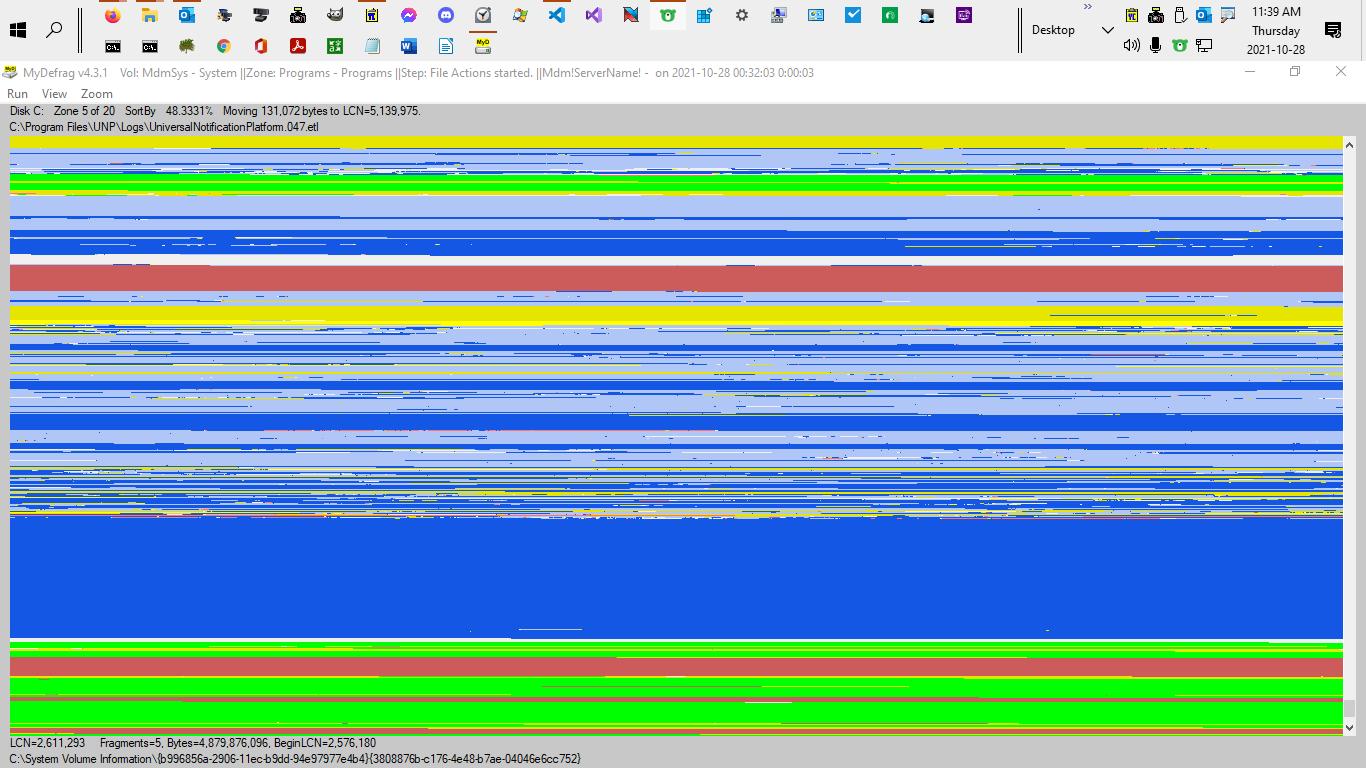 11:39 AM
Desktop
Thursday
2021-10-28
MyDefrag v4.3.1 Vol: MdmSys - System ||Zone: Programs - Programs ||Step: File Actions started. ||Mdm!ServerName! - on 2021-10-28 00:32:03 0:00:03
Run View Zoom
Disk C: Zone 5 of 20 SortBy 48.3331% Moving 131,072 bytes to LCN=5,139,975.
C:\Program Files\UNP\Logs\UniversalNotificationPlatform.047.etl
LCN=2,611,293 Fragments=5, Bytes=4,879,876,096, BeginLCN=2,576,180
C:\System Volume Information\{b996856a-2906-11ec-b9dd-94e97977e4b4}{3808876b-c176-4e48-b7ae-04046e6cc752}